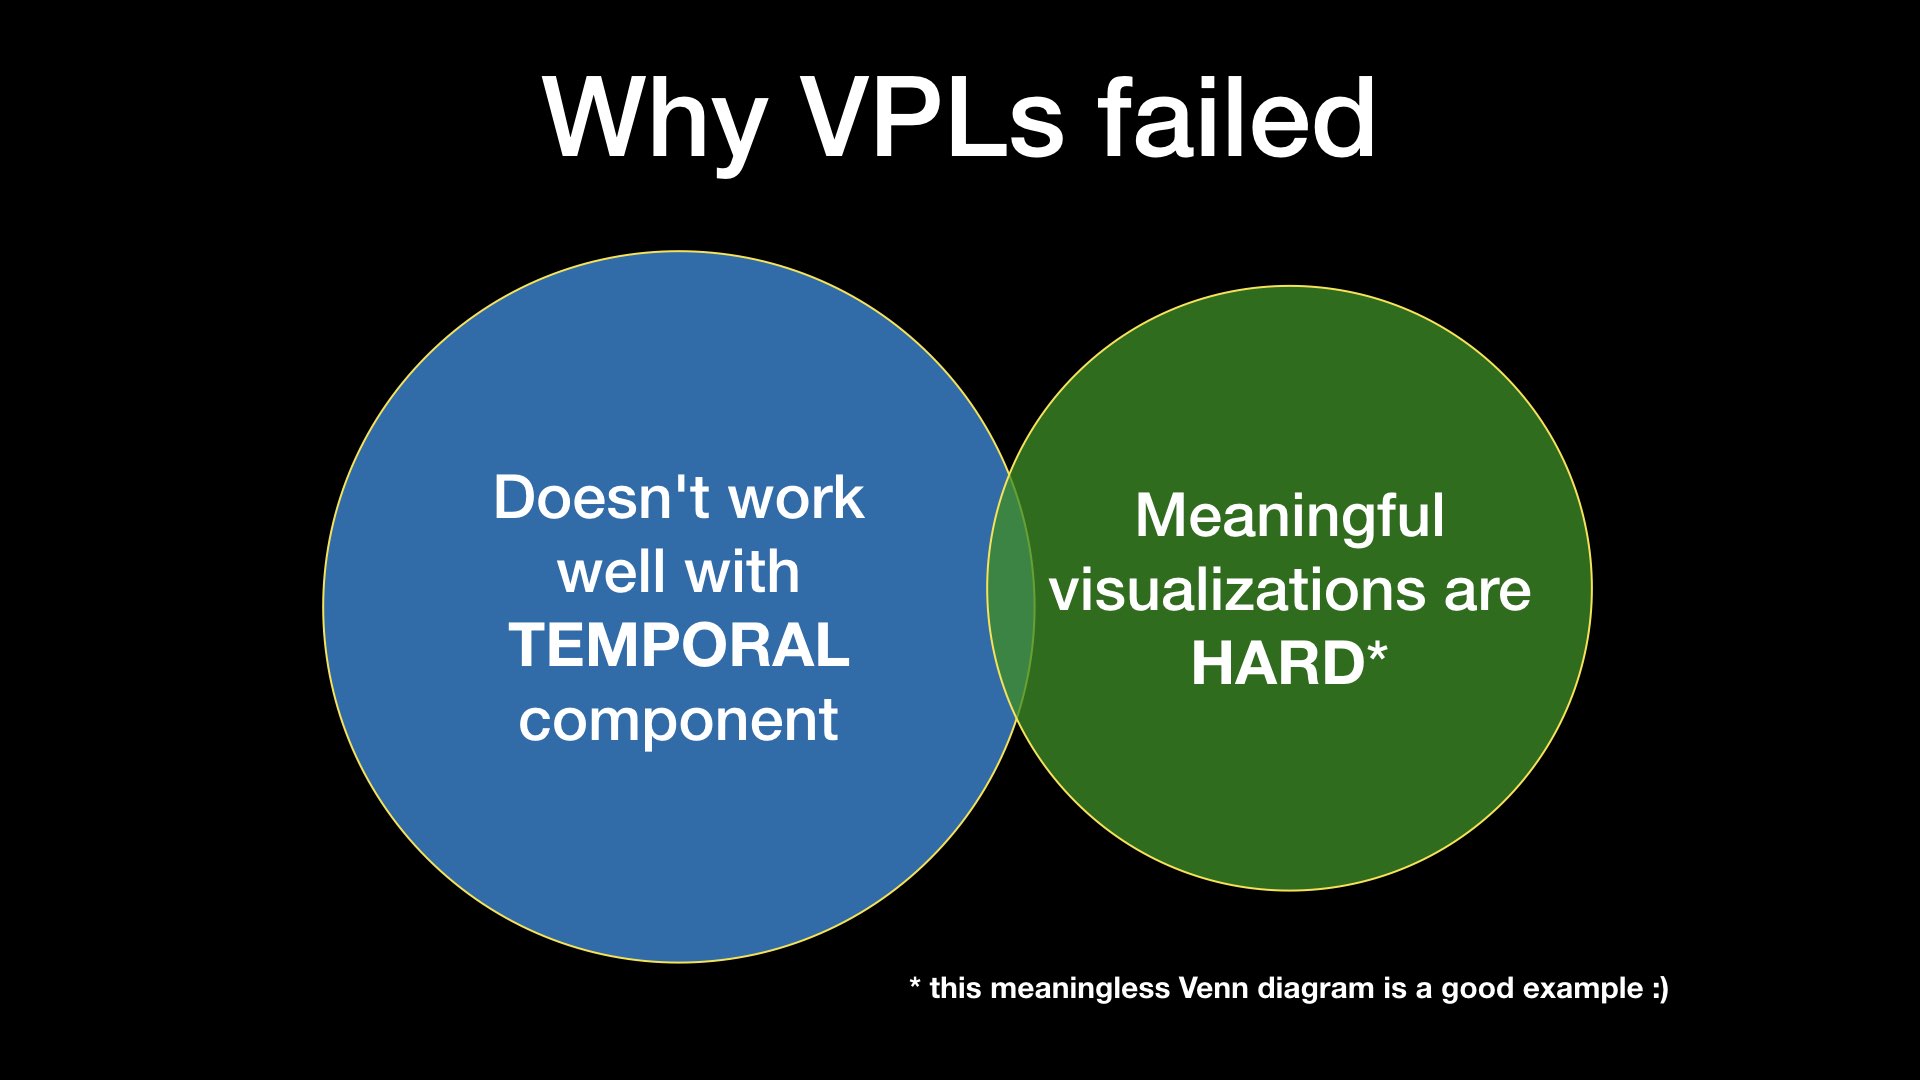 Why VPLs failed
Doesn't work
well with
TEMPORAL
component
Meaningful
visualizations are
HARD*
* this meaningless Venn diagram is a good example :)